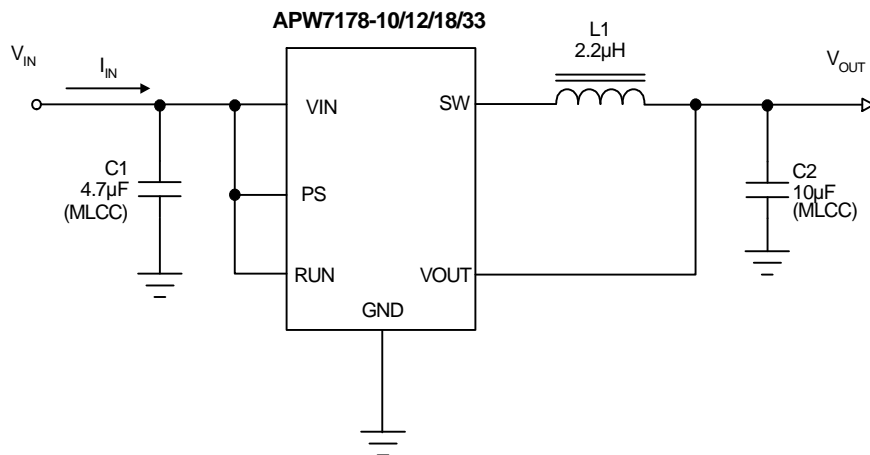 APW7178-10/12/18/33
L1
2.2µH
VIN
IIN
VOUT
VIN
SW
C1
4.7µF
(MLCC)
PS
C2
10µF
(MLCC)
RUN
VOUT
GND